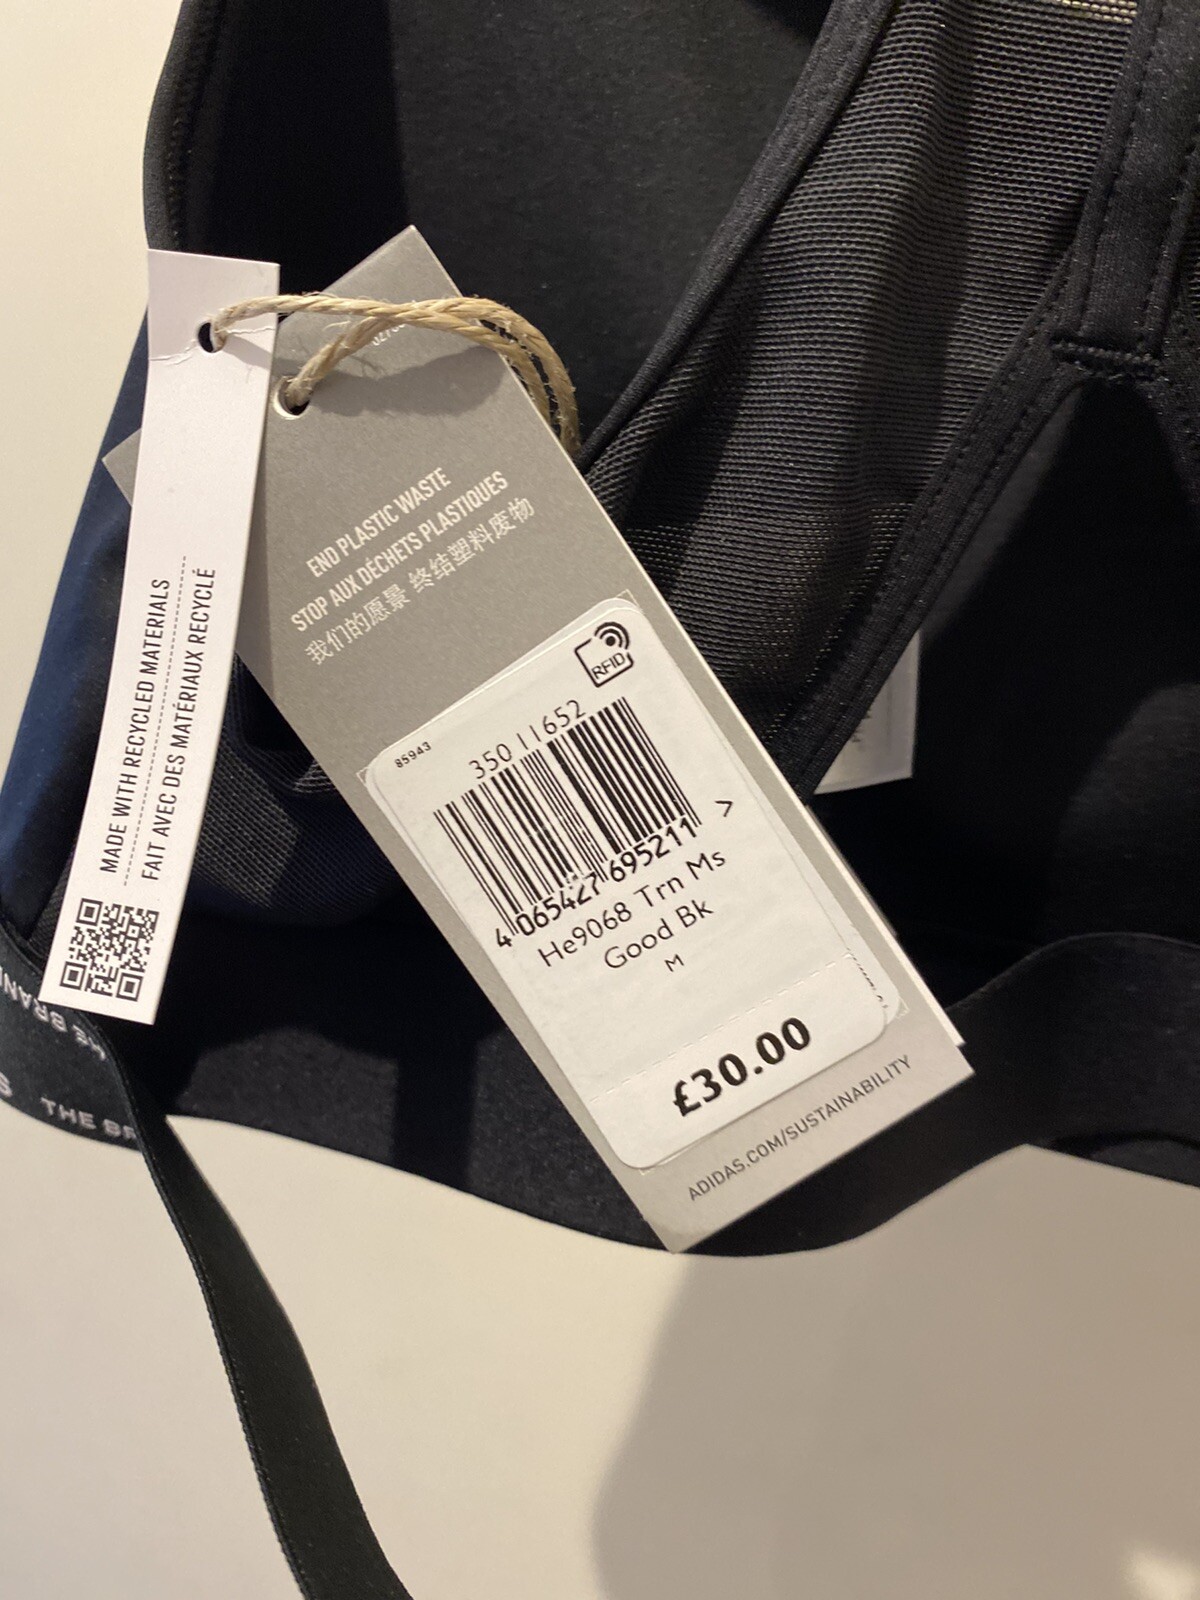 MADE WITH RECYCLED MATERIALS
FAIT AVEC DES MATÉRIAUX RECYCLÉ
END PLASTIC WASTE
STOP AUX DÉCHETS PLASTIQUES
我们的愿景 终结塑料废物
RFID
85943
350 11652
4 065427 695211 >
He9068 Trn Ms
Good Bk
M
£30.00
ADIDAS.COM/SUSTAINABILITY
THE